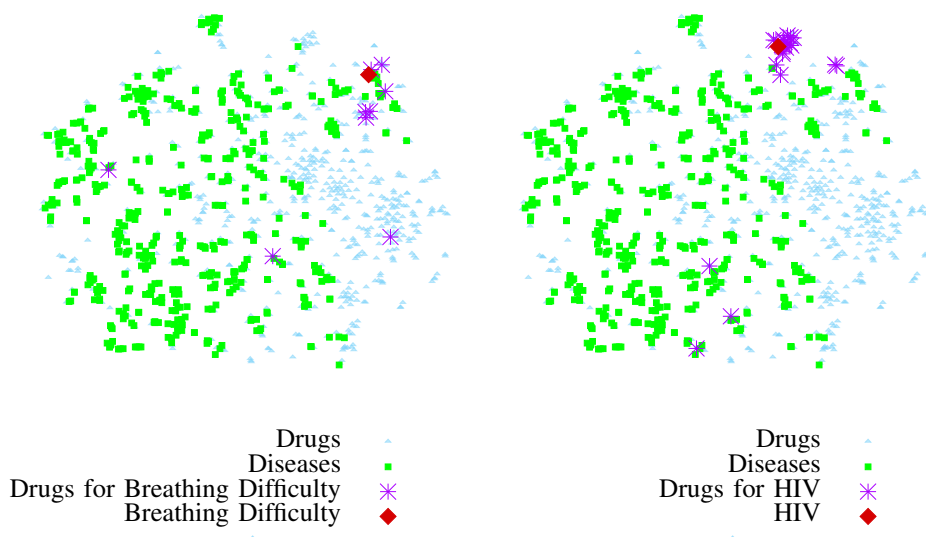 Drugs
Diseases
Drugs for Breathing Difficulty
Breathing Difficulty
Drugs
Diseases
Drugs for HIV
HIV